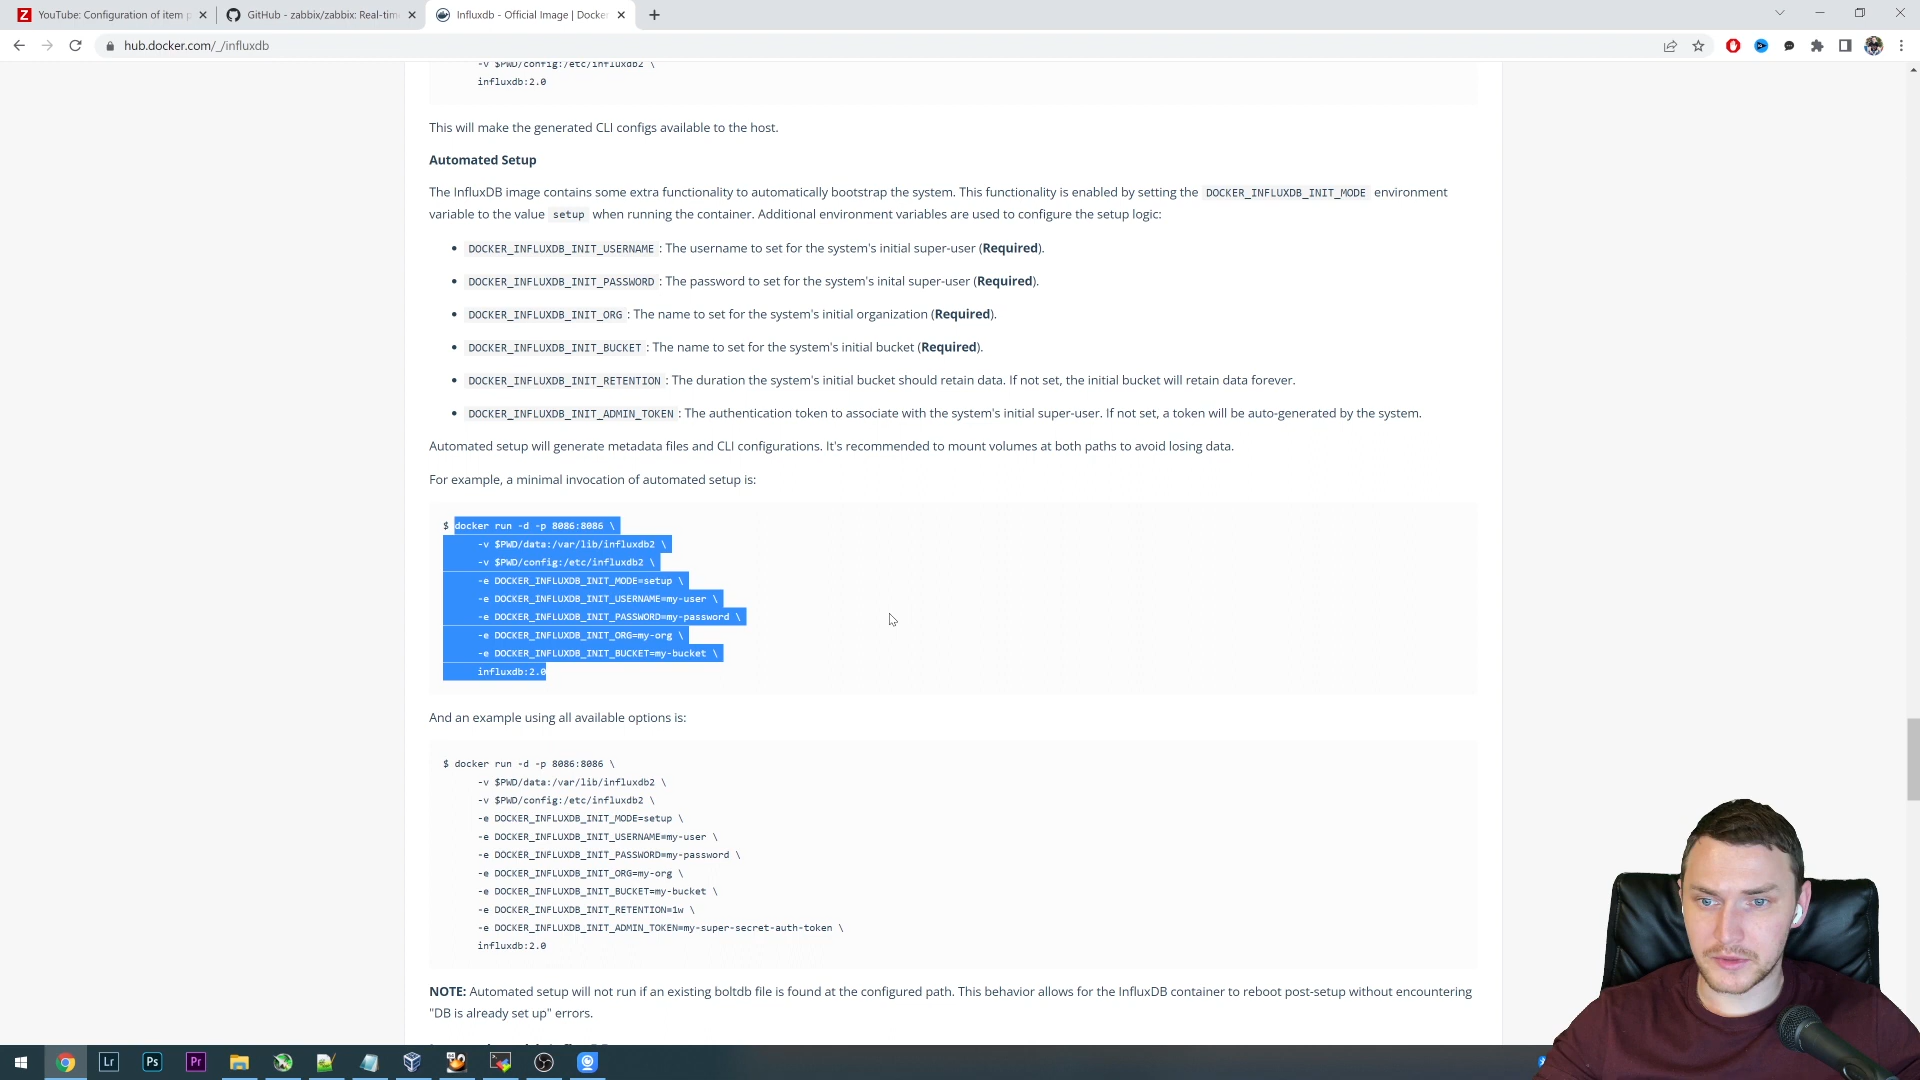 YouTube: Configuration of item p
GitHub - zabbix/zabbix: Real-tim
Influxdb - Official Image | Docker
hub.docker.com/_/influxdb
-v $PWD/config:/etc/influxdb2 \
influxdb:2.0
This will make the generated CLI configs available to the host.
Automated Setup
The InfluxDB image contains some extra functionality to automatically bootstrap the system. This functionality is enabled by setting the DOCKER_INFLUXDB_INIT_MODE environment
variable to the value setup when running the container. Additional environment variables are used to configure the setup logic:
• DOCKER_INFLUXDB_INIT_USERNAME : The username to set for the system's initial super-user (Required).
• DOCKER_INFLUXDB_INIT_PASSWORD : The password to set for the system's inital super-user (Required).
• DOCKER_INFLUXDB_INIT_ORG : The name to set for the system's initial organization (Required).
• DOCKER_INFLUXDB_INIT_BUCKET : The name to set for the system's initial bucket (Required).
• DOCKER_INFLUXDB_INIT_RETENTION : The duration the system's initial bucket should retain data. If not set, the initial bucket will retain data forever.
• DOCKER_INFLUXDB_INIT_ADMIN_TOKEN : The authentication token to associate with the system's initial super-user. If not set, a token will be auto-generated by the system.
Automated setup will generate metadata files and CLI configurations. It's recommended to mount volumes at both paths to avoid losing data.
For example, a minimal invocation of automated setup is:
$ docker run -d -p 8086:8086 \
-v $PWD/data:/var/lib/influxdb2 \
-v $PWD/config:/etc/influxdb2 \
-e DOCKER_INFLUXDB_INIT_MODE=setup \
-e DOCKER_INFLUXDB_INIT_USERNAME=my-user \
-e DOCKER_INFLUXDB_INIT_PASSWORD=my-password \
-e DOCKER_INFLUXDB_INIT_ORG=my-org \
-e DOCKER_INFLUXDB_INIT_BUCKET=my-bucket \
influxdb:2.0
And an example using all available options is:
$ docker run -d -p 8086:8086 \
-v $PWD/data:/var/lib/influxdb2 \
-v $PWD/config:/etc/influxdb2 \
-e DOCKER_INFLUXDB_INIT_MODE=setup \
-e DOCKER_INFLUXDB_INIT_USERNAME=my-user \
-e DOCKER_INFLUXDB_INIT_PASSWORD=my-password \
-e DOCKER_INFLUXDB_INIT_ORG=my-org \
-e DOCKER_INFLUXDB_INIT_BUCKET=my-bucket \
-e DOCKER_INFLUXDB_INIT_RETENTION=1w \
-e DOCKER_INFLUXDB_INIT_ADMIN_TOKEN=my-super-secret-auth-token \
influxdb:2.0
NOTE: Automated setup will not run if an existing boltdb file is found at the configured path. This behavior allows for the InfluxDB container to reboot post-setup without encountering
"DB is already set up" errors.
Lr
Ps
Pr